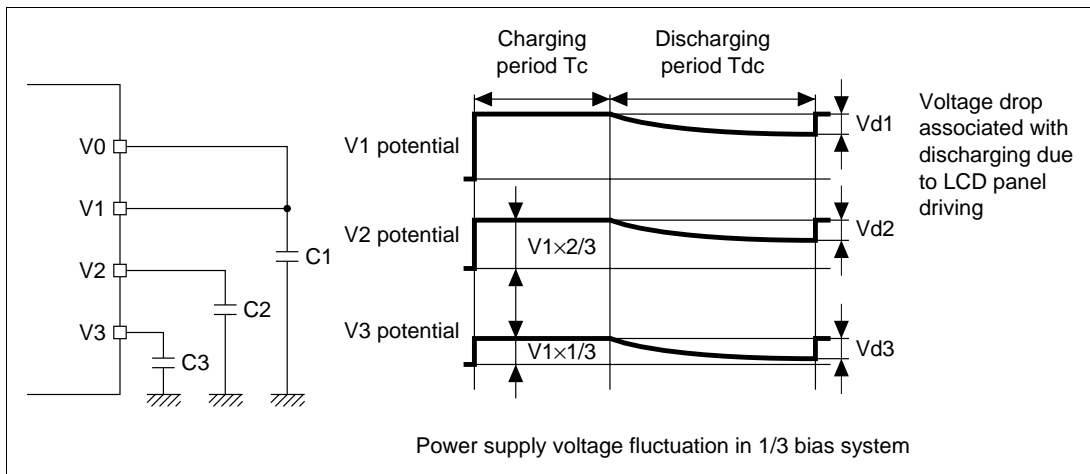 V0
V1
V2
V3
C1
C2
C3
Charging
period Tc
Discharging
period Tdc
V1 potential
Vd1
V2 potential
V1×2/3
Vd2
V3 potential
V1×1/3
Vd3
Voltage drop
associated with
discharging due
to LCD panel
driving
Power supply voltage fluctuation in 1/3 bias system